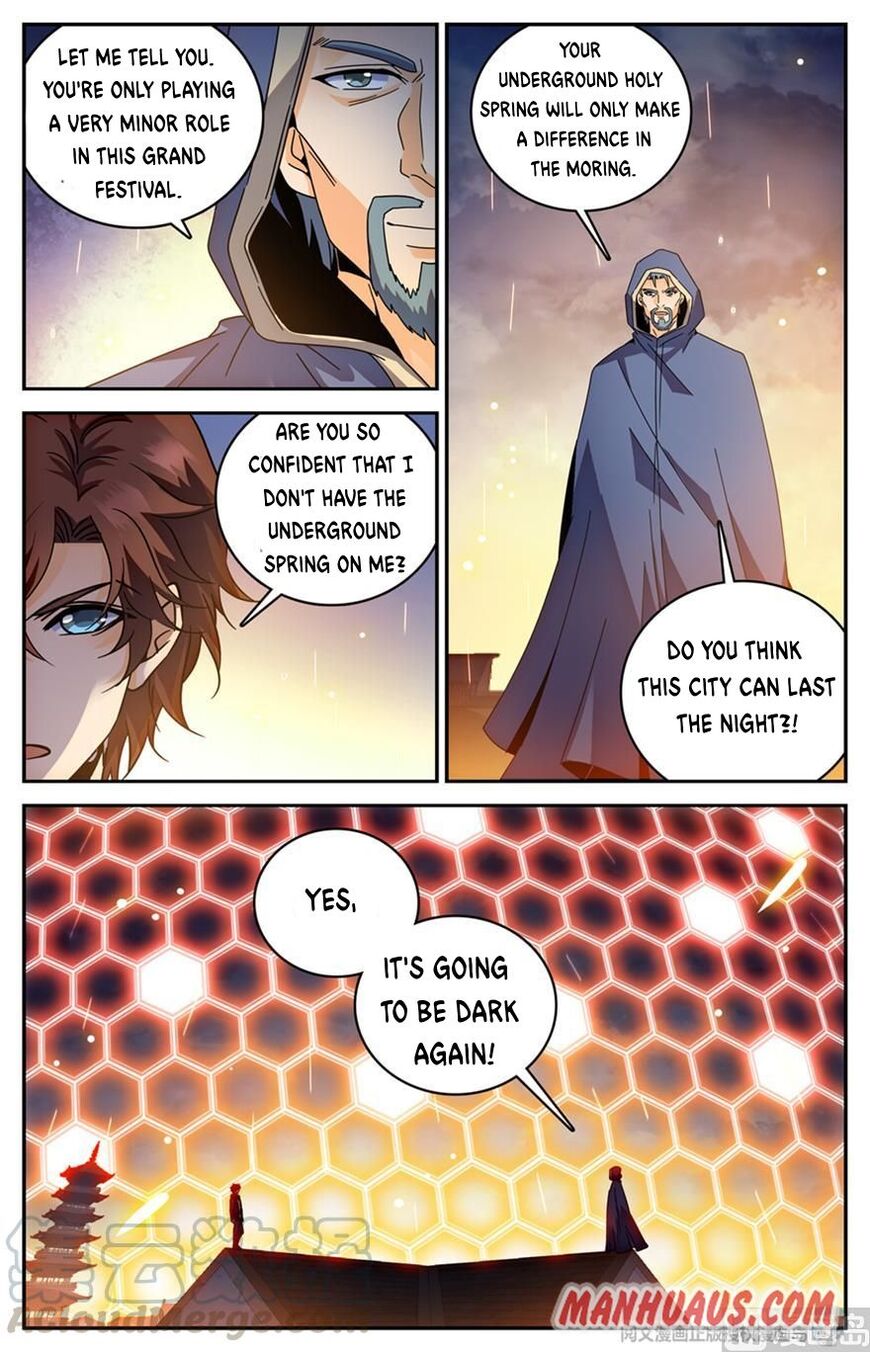 LET ME TELL YOU.
YOU'RE ONLY PLAYING
A VERY MINOR ROLE
IN THIS GRAND
FESTIVAL.
YOUR
UNDERGROUND HOLY
SPRING WILL ONLY MAKE
A DIFFERENCE IN
THE MORING.
ARE YOU SO
CONFIDENT THAT I
DON'T HAVE THE
UNDERGROUND
SPRING ON ME?
DO YOU THINK
THIS CITY CAN LAST
THE NIGHT?!
YES,
IT'S GOING
TO BE DARK
AGAIN!
AcloudMerge.com
MANHUAUS.COM